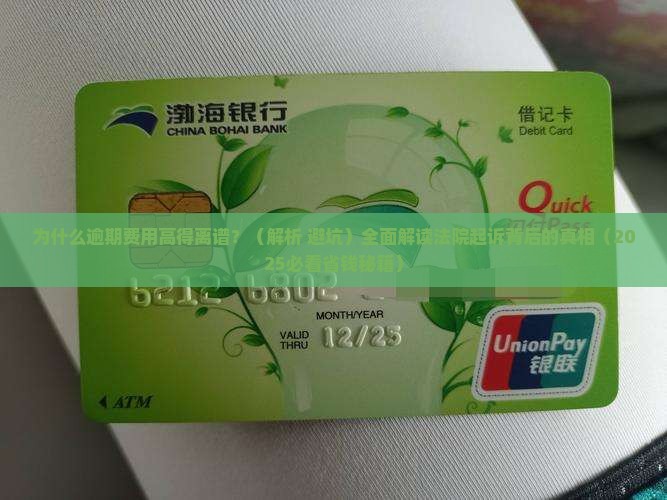 渤海银行
CHINA BOHAI BANK
借记卡
Debit Card
Quick
Pass
为什么逾期费用高得离谱?(解析 避坑)全面解读法院起诉背后的真相(20
25必看省钱秘籍)
6212 6802
MONTH/YEAR
VALID
THRU
12/25
UnionPay
银联
ATM